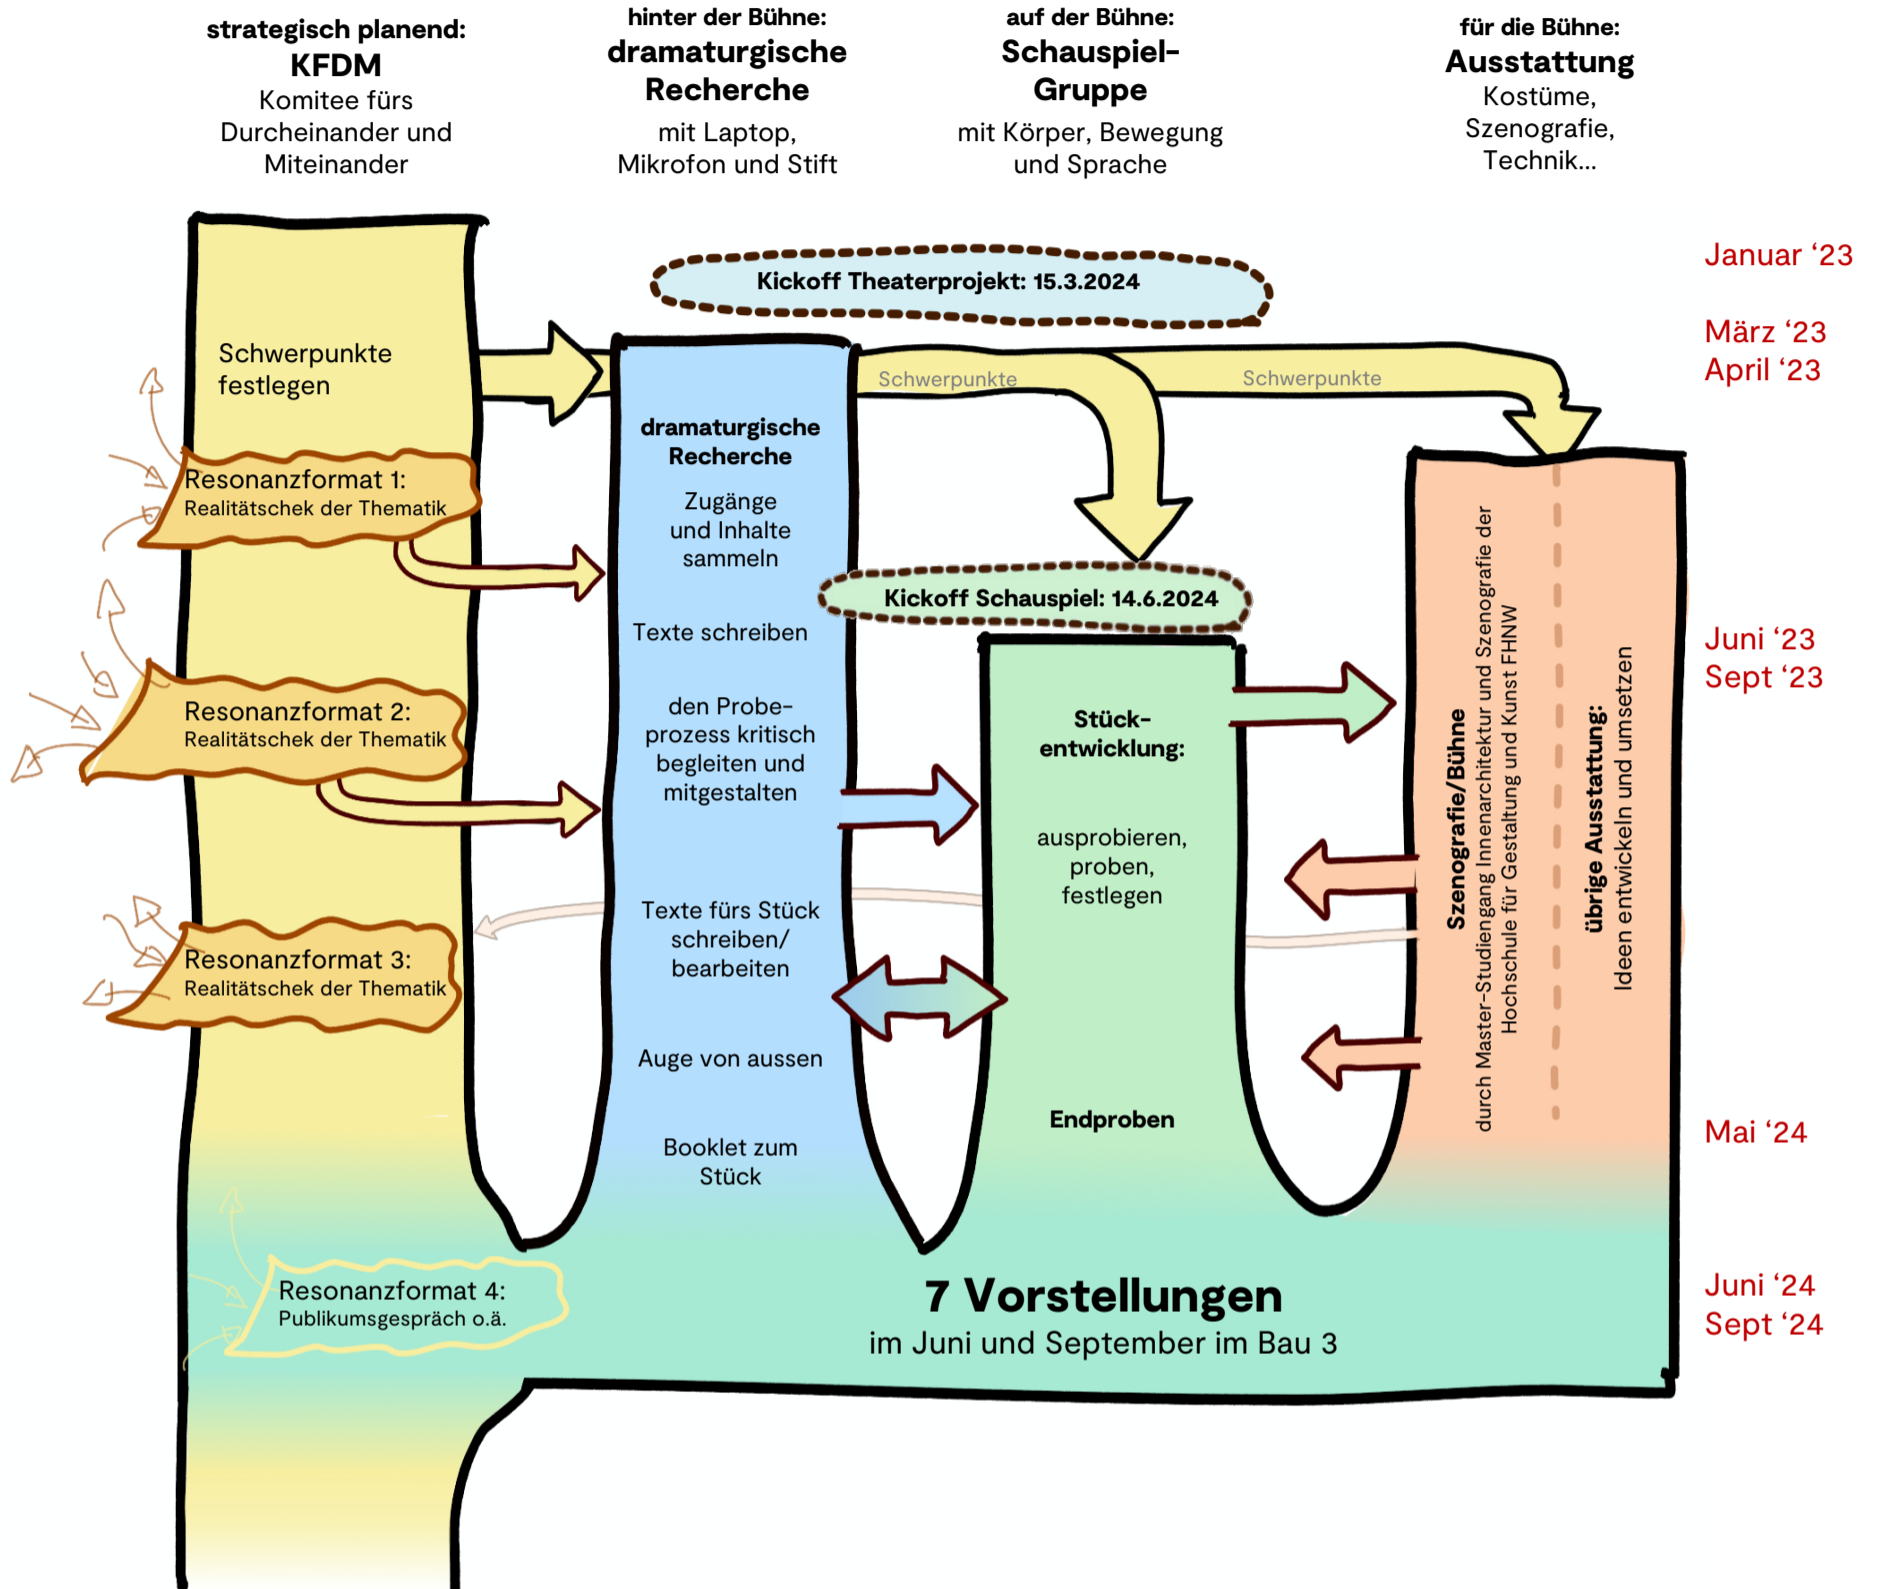 strategisch planend:
KFDM
Komitee fürs
Durcheinander und
Miteinander
hinter der Bühne:
dramaturgische
Recherche
mit Laptop,
Mikrofon und Stift
auf der Bühne:
Schauspiel-
Gruppe
mit Körper, Bewegung
und Sprache
für die Bühne:
Ausstattung
Kostüme,
Szenografie,
Technik...
Januar ‘23
März ‘23
April ‘23
Juni ‘23
Sept ‘23
Mai ‘24
Juni ‘24
Sept ‘24
Kickoff Theaterprojekt: 15.3.2024
Schwerpunkte
festlegen
Schwerpunkte
Schwerpunkte
Resonanzformat 1:
Realitätschek der Thematik
Resonanzformat 2:
Realitätschek der Thematik
Resonanzformat 3:
Realitätschek der Thematik
Resonanzformat 4:
Publikumsgespräch o.ä.
dramaturgische
Recherche
Zugänge
und Inhalte
sammeln
Texte schreiben
den Probe-
prozess kritisch
begleiten und
mitgestalten
Texte fürs Stück
schreiben/
bearbeiten
Auge von aussen
Booklet zum
Stück
Kickoff Schauspiel: 14.6.2024
Stück-
entwicklung:
ausprobieren,
proben,
festlegen
Endproben
Szenografie/Bühne
durch Master-Studiengang Innenarchitektur und Szenografie der
Hochschule für Gestaltung und Kunst FHNW
übrige Ausstattung:
Ideen entwickeln und umsetzen
7 Vorstellungen
im Juni und September im Bau 3